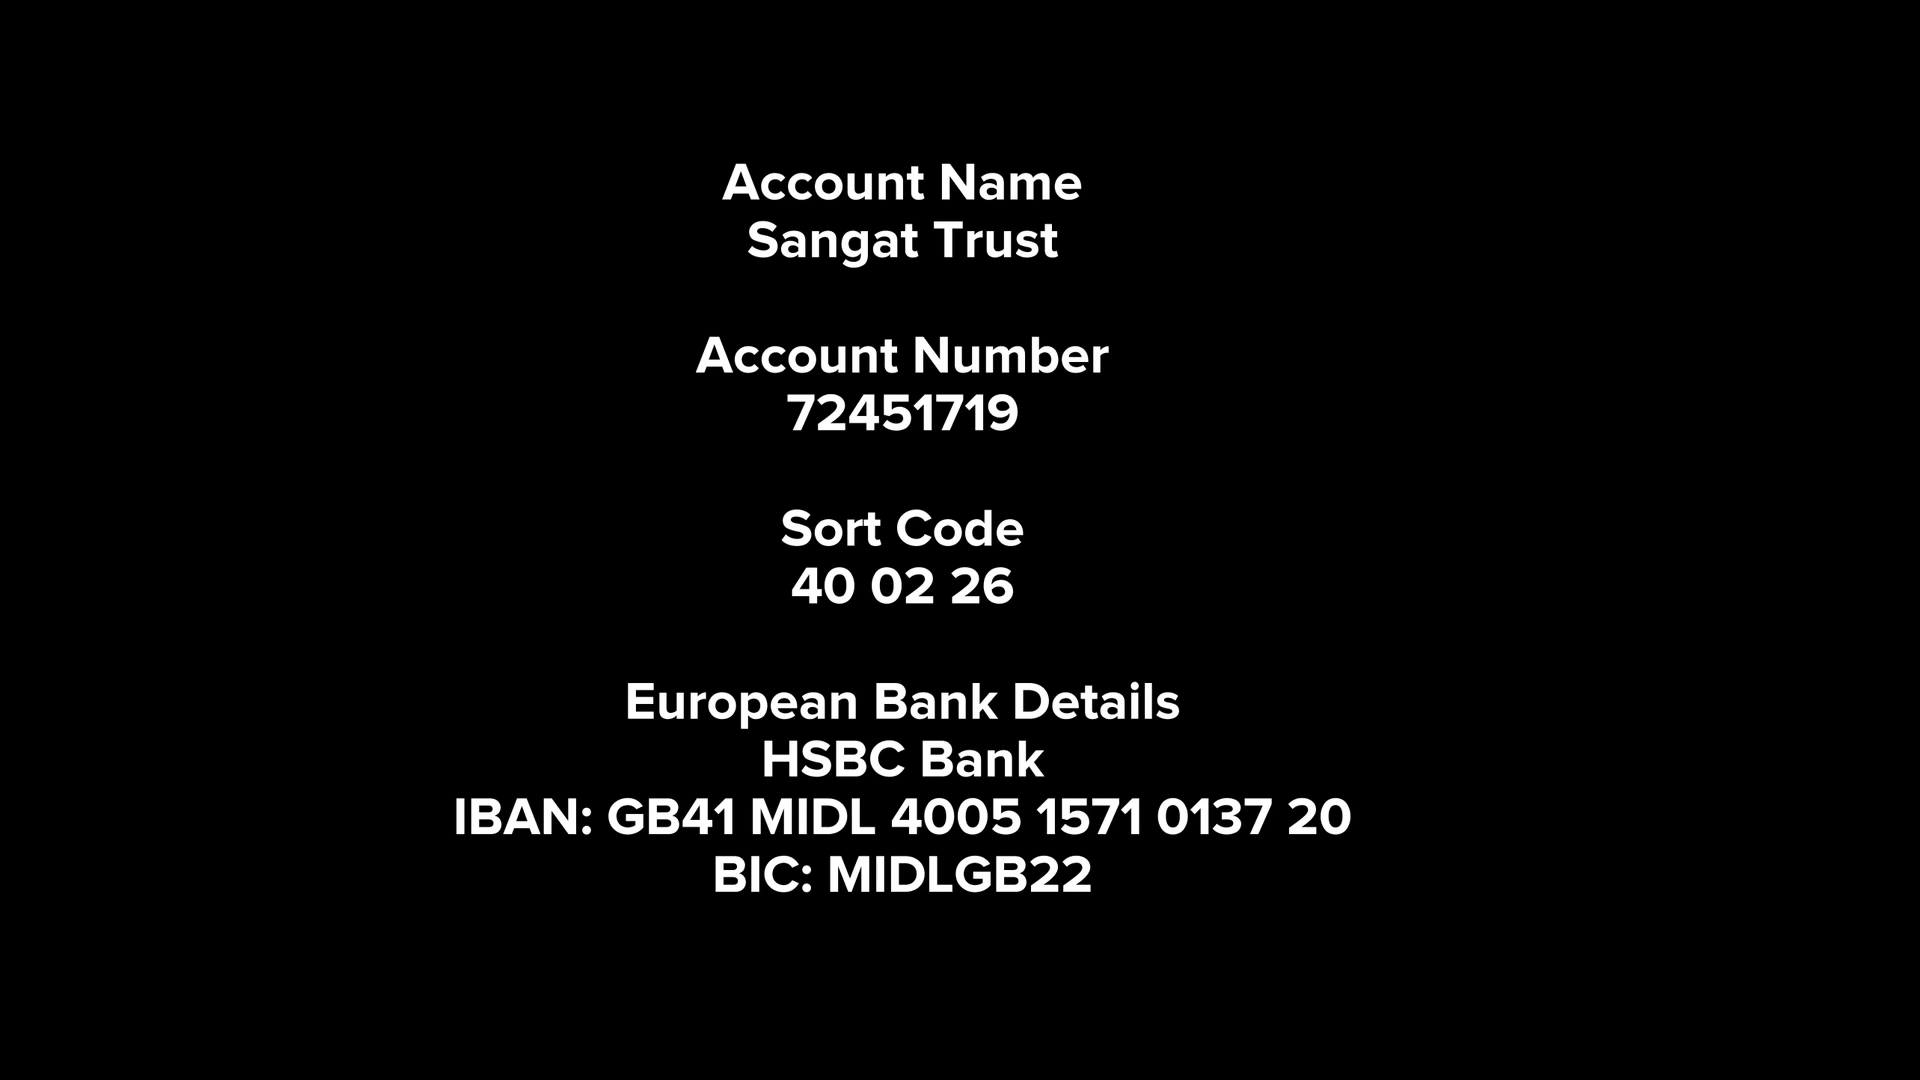 Account Name
Sangat Trust
Account Number
72451719
Sort Code
40 02 26
European Bank Details
HSBC Bank
IBAN: GB41 MIDL 4005 1571 0137 20
BIC: MIDLGB22